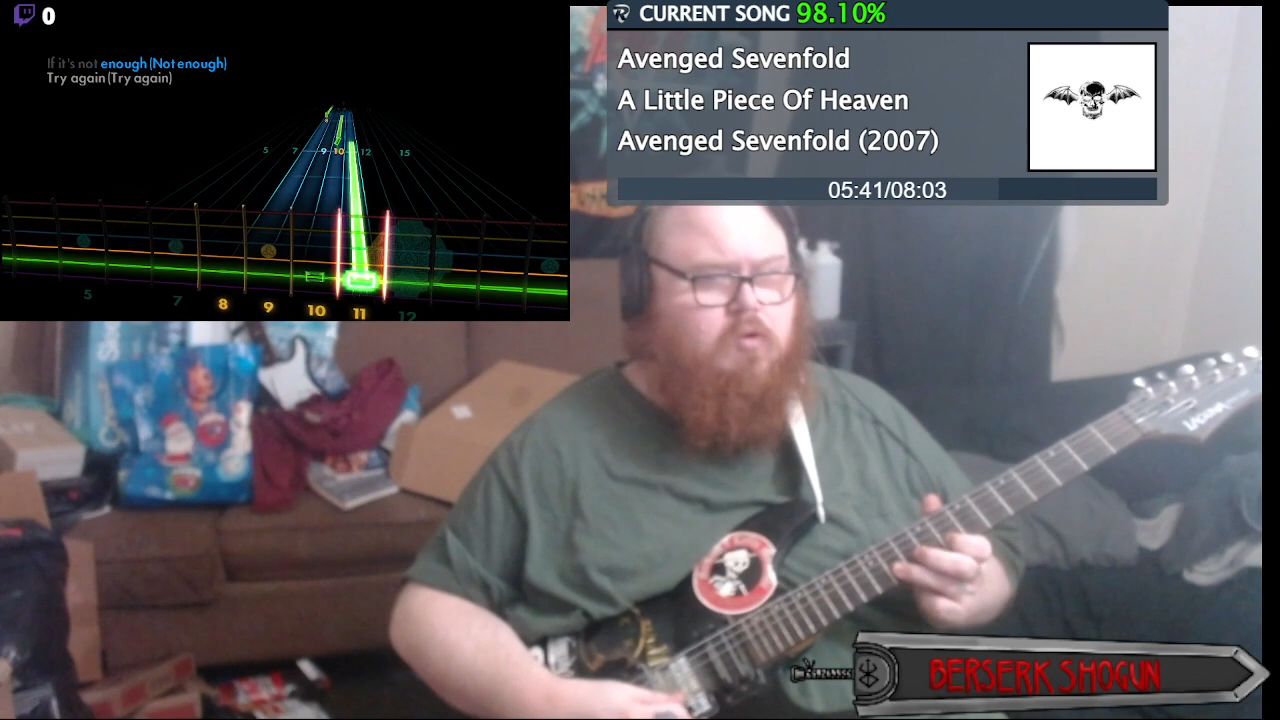 0
If it's not enough (Not enough)
Try again (Try again)
5 7 9 10 12 15
5 7 8 9 10 11 12
CURRENT SONG 98.10%
Avenged Sevenfold
A Little Piece Of Heaven
Avenged Sevenfold (2007)
05:41/08:03
BERSERK SHOGUN